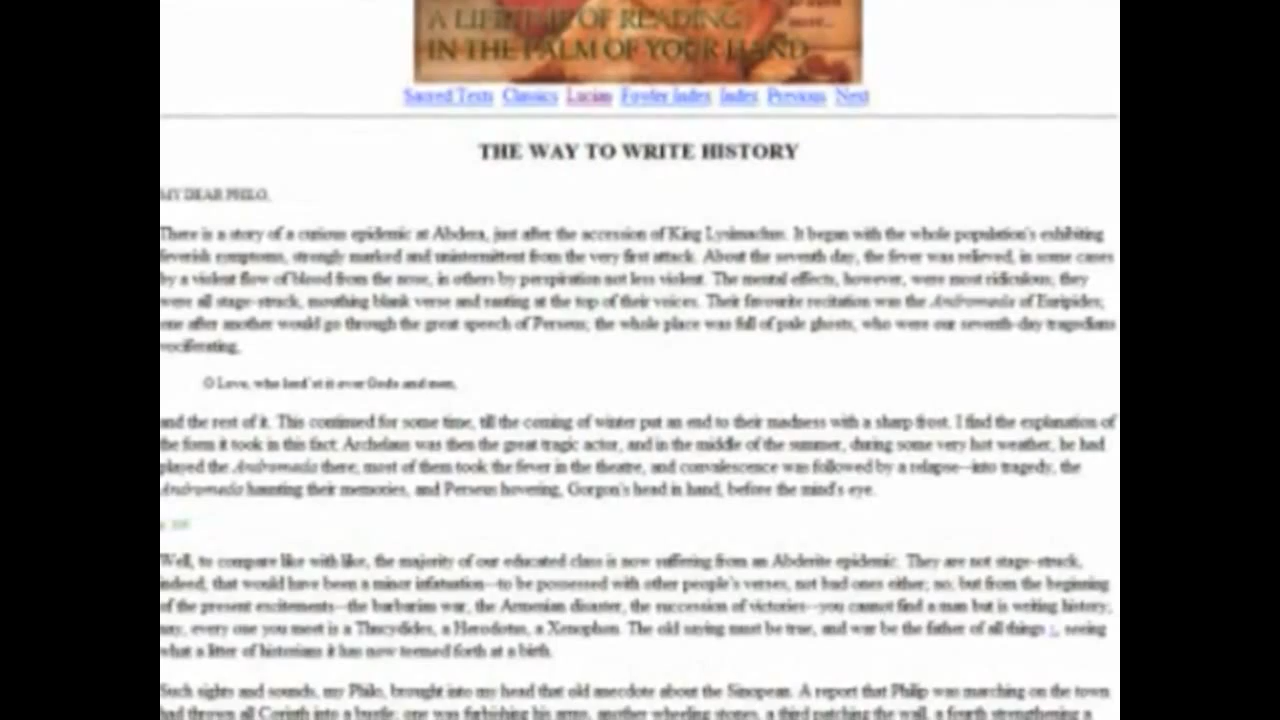 A LIFETIME OF READING
IN THE PALM OF YOUR HAND
Sacred Texts Classics Lucian Fowler Index Index Previous Next
THE WAY TO WRITE HISTORY
MY DEAR PHILO,
There is a story of a curious epidemic at Abdera, just after the accession of King Lysimachus. It began with the whole population's exhibiting
feverish symptoms, strongly marked and unintermittent from the very first attack. About the seventh day, the fever was relieved, in some cases
by a violent flow of blood from the nose, in others by perspiration not less violent. The mental effects, however, were most ridiculous; they
were all stage-struck, mouthing blank verse and ranting at the top of their voices. Their favourite recitation was the Andromeda of Euripides;
one after another would go through the great speech of Perseus; the whole place was full of pale ghosts, who were our seventh-day tragedians
vociferating,
O Love, who lord'st it over Gods and men,
and the rest of it. This continued for some time, till the coming of winter put an end to their madness with a sharp frost. I find the explanation of
the form it took in this fact: Archelaus was then the great tragic actor, and in the middle of the summer, during some very hot weather, he had
played the Andromeda there; most of them took the fever in the theatre, and convalescence was followed by a relapse--into tragedy, the
Andromeda haunting their memories, and Perseus hovering, Gorgon's head in hand, before the mind's eye.
Well, to compare like with like, the majority of our educated class is now suffering from an Abderite epidemic. They are not stage-struck,
indeed; that would have been a minor infatuation--to be possessed with other people's verses, not bad ones either; no; but from the beginning
of the present excitements--the barbarian war, the Armenian disaster, the succession of victories--you cannot find a man but is writing history;
nay, every one you meet is a Thucydides, a Herodotus, a Xenophon. The old saying must be true, and war be the father of all things, seeing
what a litter of historians it has now teemed forth at a birth.
Such sights and sounds, my Philo, brought into my head that old anecdote about the Sinopean. A report that Philip was marching on the town
had thrown all Corinth into a bustle; one was furbishing his arms, another wheeling stones, a third patching the wall, a fourth strengthening a